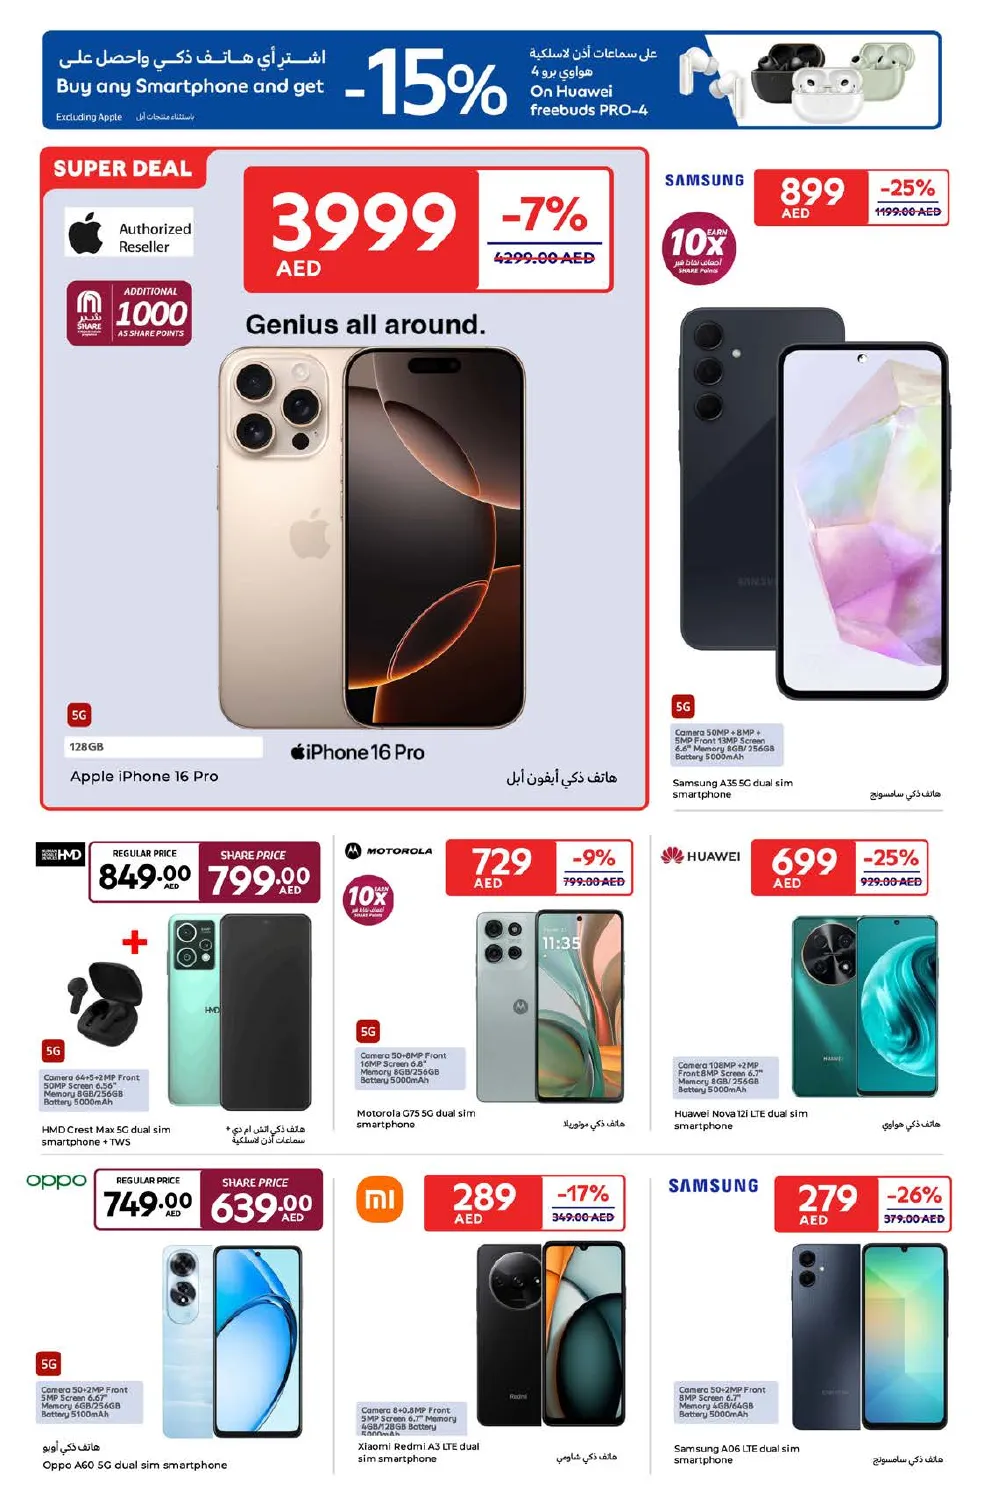 اشترِ أي هاتف ذكي واحصل على
Buy any Smartphone and get
Excluding Apple باستثناء منتجات أبل
-15%
على سماعات أذن لاسلكية
هواوي برو 4
On Huawei
freebuds PRO-4
SUPER DEAL
Authorized
Reseller
SHARE
ADDITIONAL
1000
AS SHARE POINTS
3999
AED
-7%
4299.00 AED
Genius all around.
5G
128GB
iPhone 16 Pro
Apple iPhone 16 Pro
هاتف ذكي أيفون أبل
SAMSUNG
899
AED
-25%
1199.00 AED
EARN
10x
أضعاف نقاط شير
SHARE Points
SAMSUNG
5G
Camera 50MP + 8MP +
5MP Front 13MP Screen
6.6" Memory 8GB/ 256GB
Battery 5000mAh
Samsung A35 5G dual sim
smartphone
هاتف ذكي سامسونج
HMD
REGULAR PRICE
849.00
AED
SHARE PRICE
799.00
AED
+
HMD
5G
Camera 64+5+2MP Front
50MP Screen 6.56"
Memory 8GB/256GB
Battery 5000mAh
HMD Crest Max 5G dual sim
smartphone + TWS
هاتف ذكي اتش ام دي +
سماعات أذن لاسلكية
MOTOROLA
729
AED
-9%
799.00 AED
EARN
10x
أضعاف نقاط شير
SHARE Points
11:35
5G
Camera 50+8MP Front
16MP Screen 6.8"
Memory 8GB/256GB
Battery 5000mAh
Motorola G75 5G dual sim
smartphone
هاتف ذكي موتوريلا
HUAWEI
699
AED
-25%
929.00 AED
HUAWEI
Camera 108MP +2MP
Front 8MP Screen 6.7"
Memory 8GB/256GB
Battery 5000mAh
Huawei Nova 12i LTE dual sim
smartphone
هاتف ذكي هواوي
oppo
REGULAR PRICE
749.00
AED
SHARE PRICE
639.00
AED
5G
Camera 50+2MP Front
5MP Screen 6.67"
Memory 6GB/256GB
Battery 5100mAh
هاتف ذكي أوبو
Oppo A60 5G dual sim smartphone
mi
289
AED
-17%
349.00 AED
Redmi
Camera 8+0.8MP Front
5MP Screen 6.7" Memory
4GB/128GB Battery
5000mAh
Xiaomi Redmi A3 LTE dual
sim smartphone
هاتف ذكي شاومي
SAMSUNG
279
AED
-26%
379.00 AED
Camera 50+2MP Front
8MP Screen 6.7"
Memory 4GB/64GB
Battery 5000mAh
Samsung A06 LTE dual sim
smartphone
هاتف ذكي سامسونج